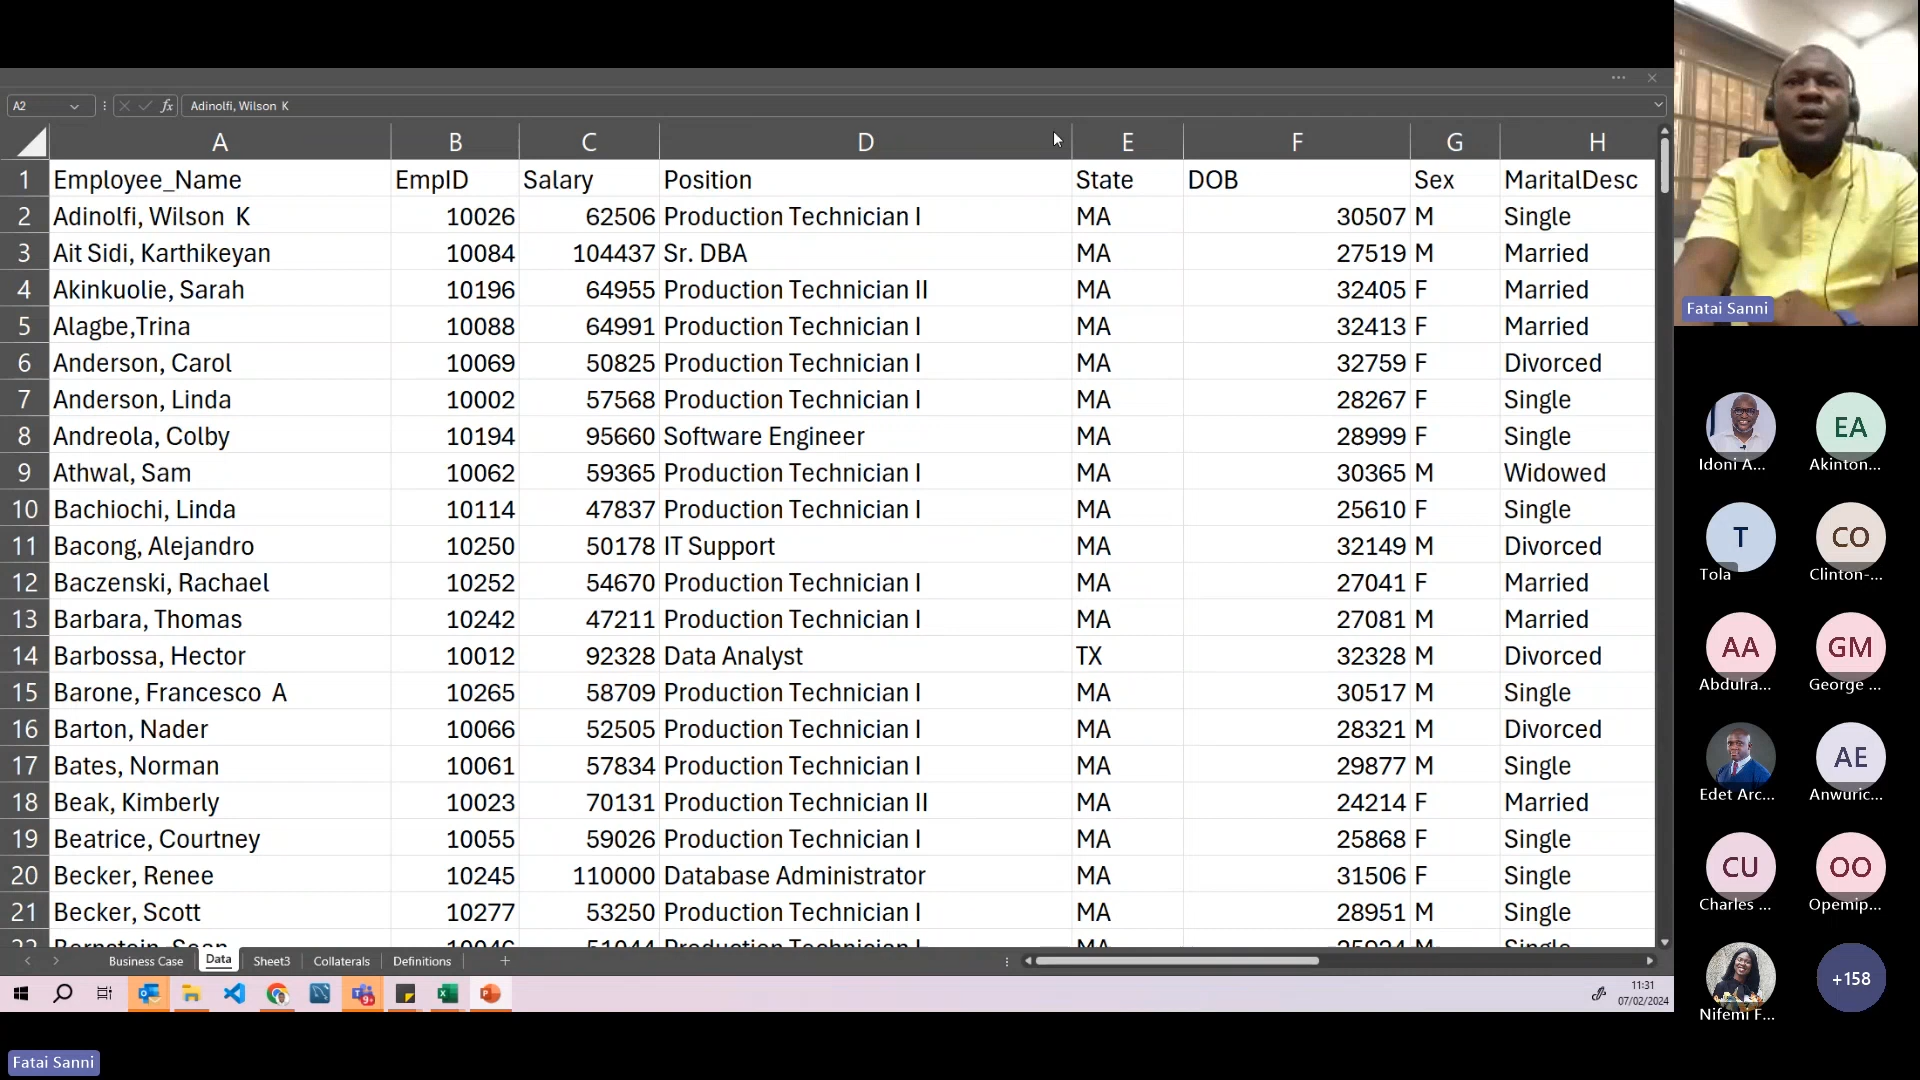 A2 fx Adinolfi, Wilson K
A B C D E F G H
1 Employee_Name EmpID Salary Position State DOB Sex MaritalDesc
2 Adinolfi, Wilson K 10026 62506 Production Technician I MA 30507 M Single
3 Ait Sidi, Karthikeyan 10084 104437 Sr. DBA MA 27519 M Married
4 Akinkuolie, Sarah 10196 64955 Production Technician II MA 32405 F Married
5 Alagbe,Trina 10088 64991 Production Technician I MA 32413 F Married
6 Anderson, Carol 10069 50825 Production Technician I MA 32759 F Divorced
7 Anderson, Linda 10002 57568 Production Technician I MA 28267 F Single
8 Andreola, Colby 10194 95660 Software Engineer MA 28999 F Single
9 Athwal, Sam 10062 59365 Production Technician I MA 30365 M Widowed
10 Bachiochi, Linda 10114 47837 Production Technician I MA 25610 F Single
11 Bacong, Alejandro 10250 50178 IT Support MA 32149 M Divorced
12 Baczenski, Rachael 10252 54670 Production Technician I MA 27041 F Married
13 Barbara, Thomas 10242 47211 Production Technician I MA 27081 M Married
14 Barbossa, Hector 10012 92328 Data Analyst TX 32328 M Divorced
15 Barone, Francesco A 10265 58709 Production Technician I MA 30517 M Single
16 Barton, Nader 10066 52505 Production Technician I MA 28321 M Divorced
17 Bates, Norman 10061 57834 Production Technician I MA 29877 M Single
18 Beak, Kimberly 10023 70131 Production Technician II MA 24214 F Married
19 Beatrice, Courtney 10055 59026 Production Technician I MA 25868 F Single
20 Becker, Renee 10245 110000 Database Administrator MA 31506 F Single
21 Becker, Scott 10277 53250 Production Technician I MA 28951 M Single
Business Case Data Sheet3 Collaterals Definitions
11:31
07/02/2024
Fatai Sanni
Fatai Sanni
Idoni A...
EA
Akinton...
T
Tola
CO
Clinton-...
AA
Abdulra...
GM
George ...
Edet Arc...
AE
Anwuric...
CU
Charles ...
OO
Opemip...
Nifemi F...
+158